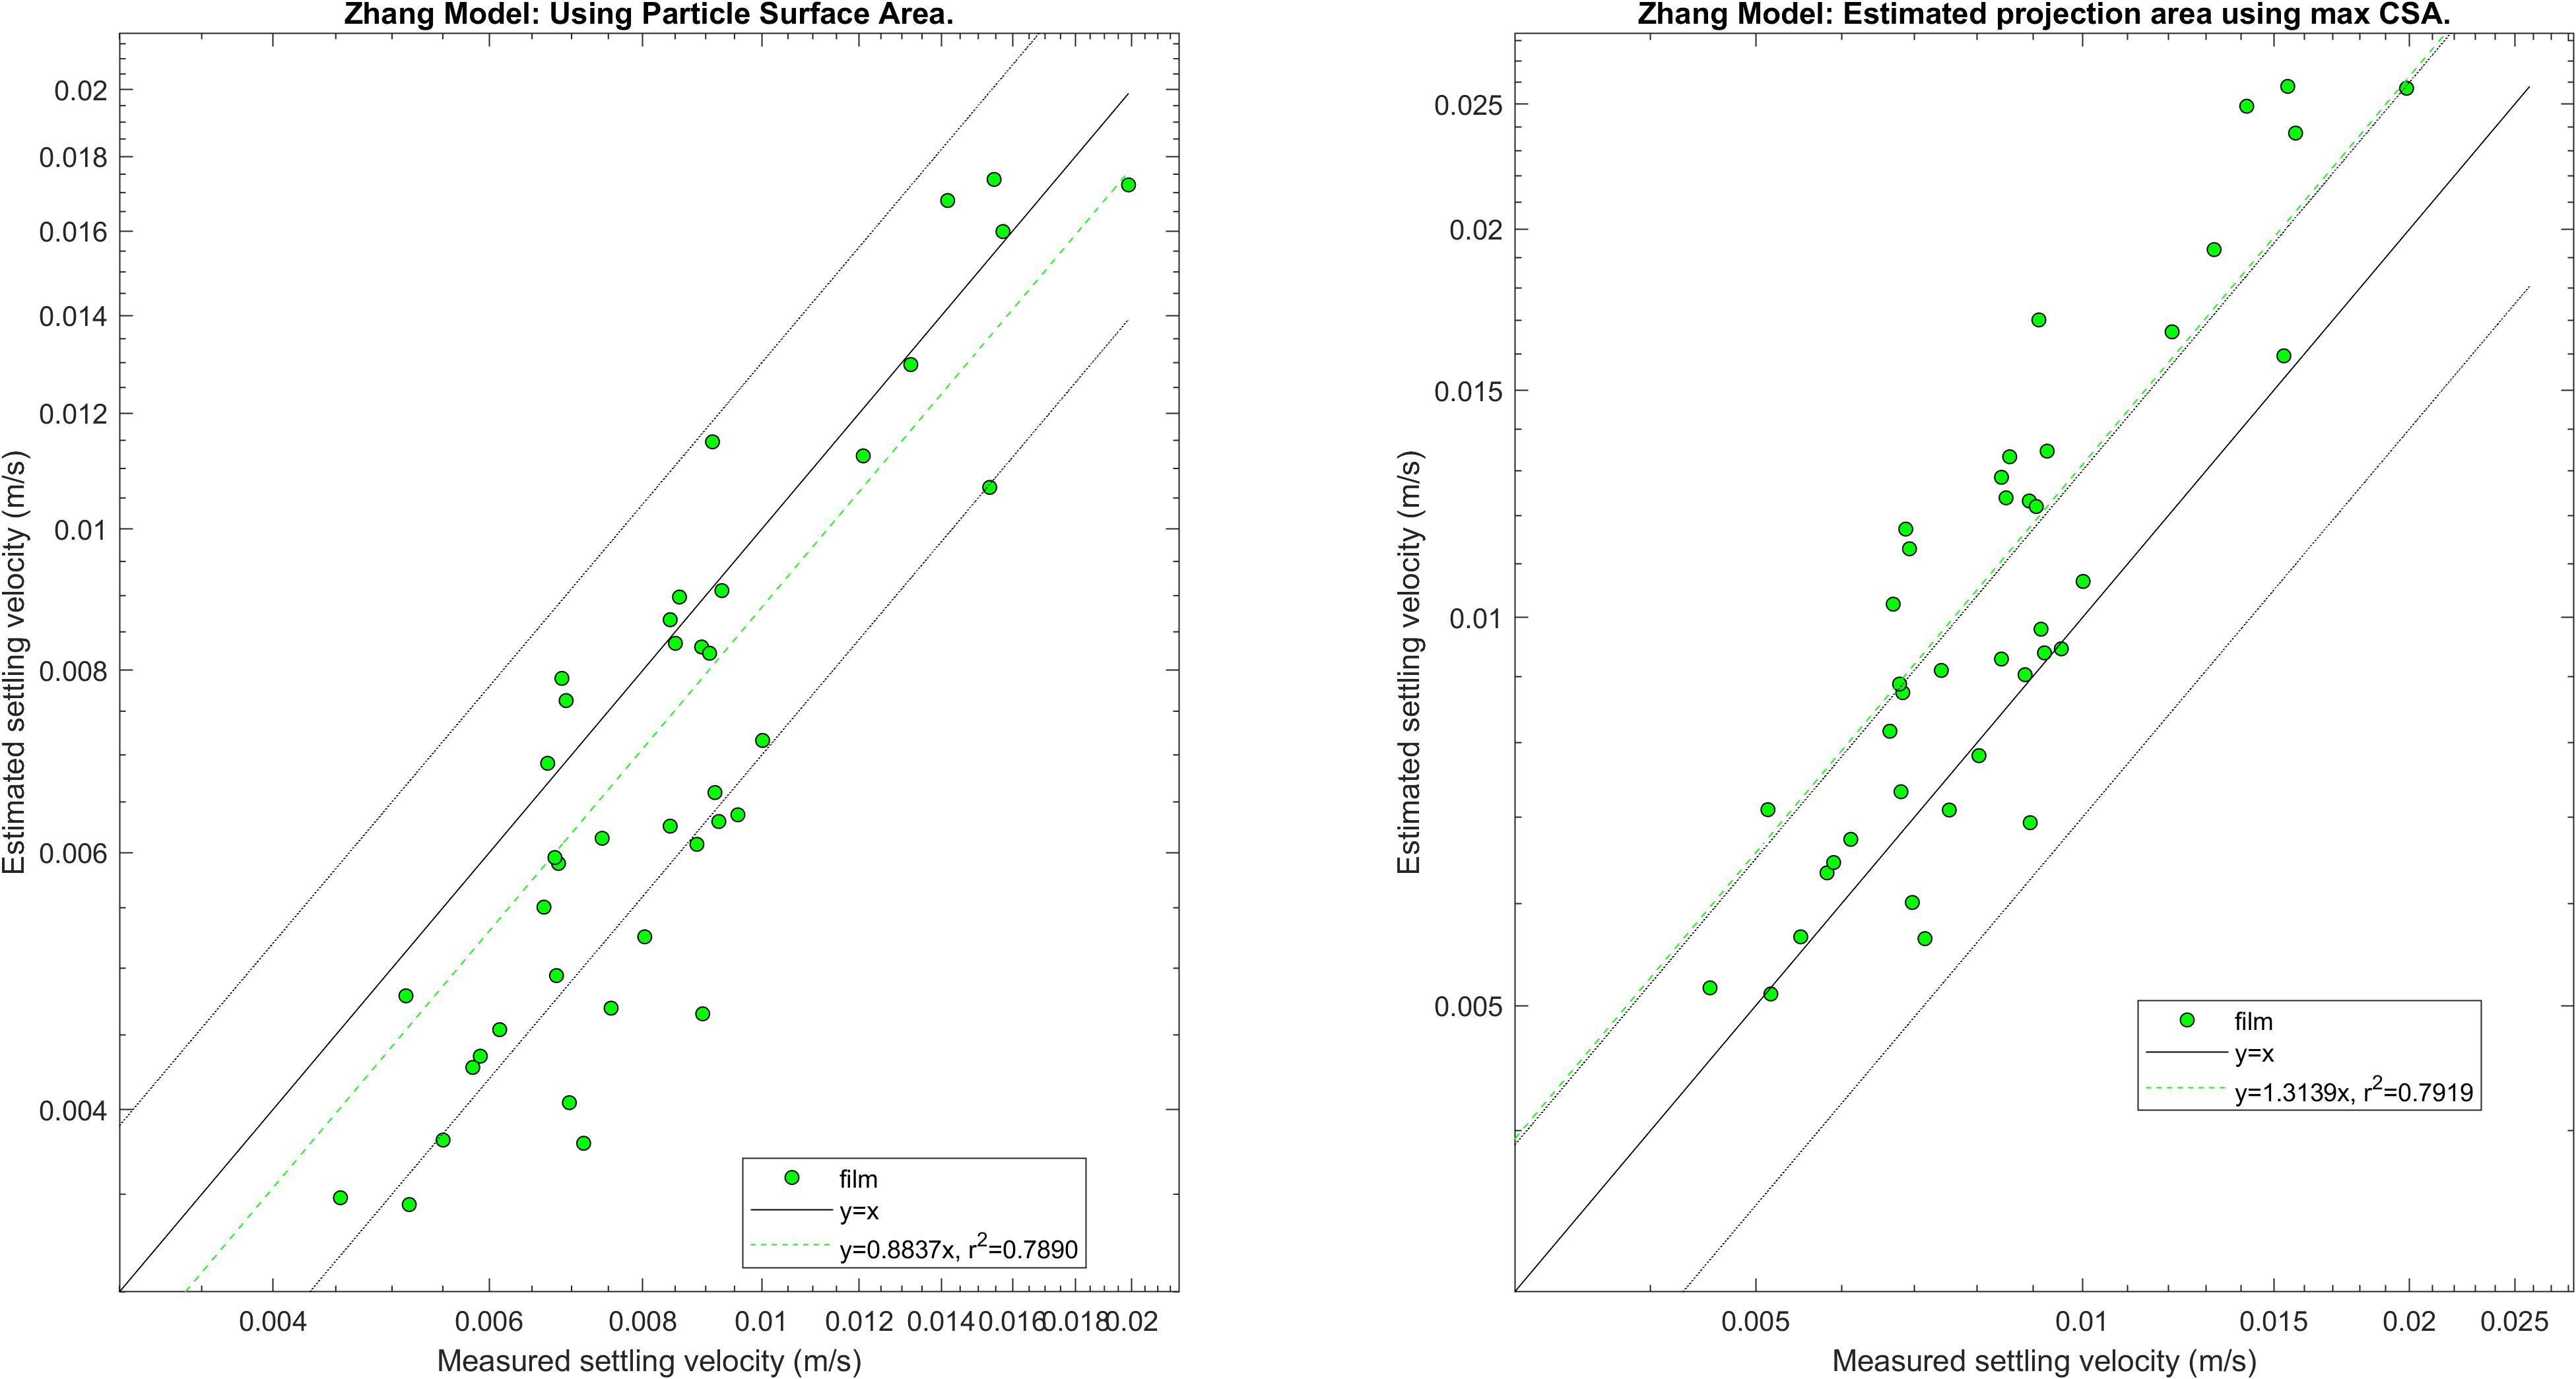 Zhang Model: Using Particle Surface Area.
Estimated settling velocity (m/s)
0.02
0.018
0.016
0.014
0.012
0.01
0.008
0.006
0.004
0.004 0.006 0.008 0.01 0.012 0.014 0.016 0.018 0.02
Measured settling velocity (m/s)
film
y=x
y=0.8837x, r²=0.7890
Zhang Model: Estimated projection area using max CSA.
Estimated settling velocity (m/s)
0.025
0.02
0.015
0.01
0.005
0.005 0.01 0.015 0.02 0.025
Measured settling velocity (m/s)
film
y=x
y=1.3139x, r²=0.7919